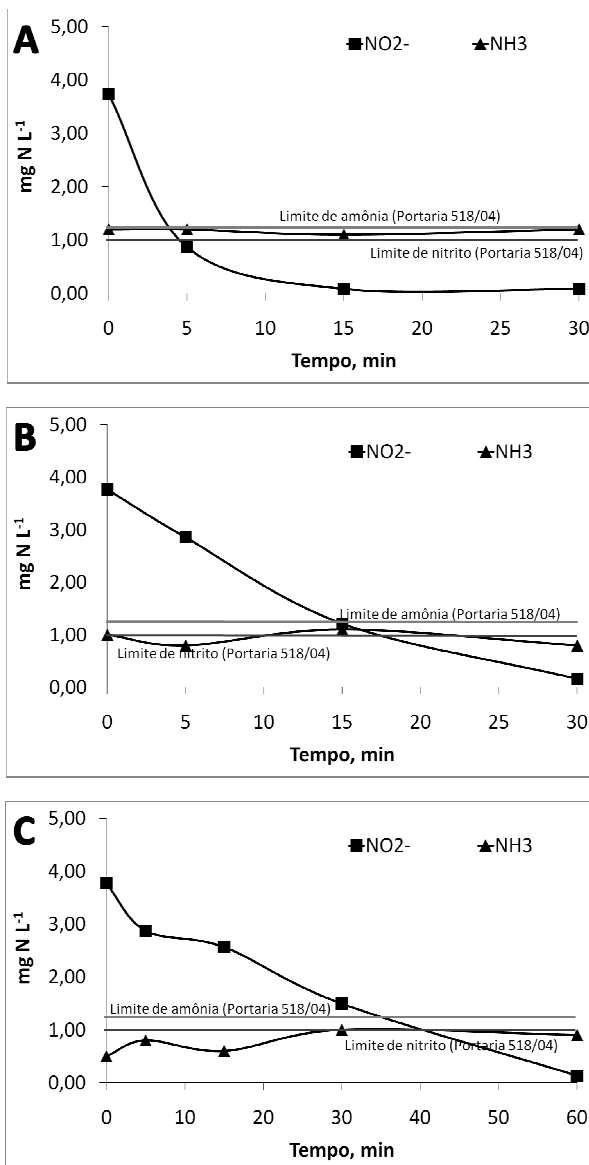 A
5,00
NO2-
NH3
4,00
3,00
2,00
1,00
0,00
mg N L-1
Limite de amônia (Portaria 518/04)
Limite de nitrito (Portaria 518/04)
0 5 10 15 20 25 30
Tempo, min
B
5,00
NO2-
NH3
4,00
3,00
2,00
1,00
0,00
mg N L-1
Limite de amônia (Portaria 518/04)
Limite de nitrito (Portaria 518/04)
0 5 10 15 20 25 30
Tempo, min
C
5,00
NO2-
NH3
4,00
3,00
2,00
1,00
0,00
mg N L-1
Limite de amônia (Portaria 518/04)
Limite de nitrito (Portaria 518/04)
0 10 20 30 40 50 60
Tempo, min